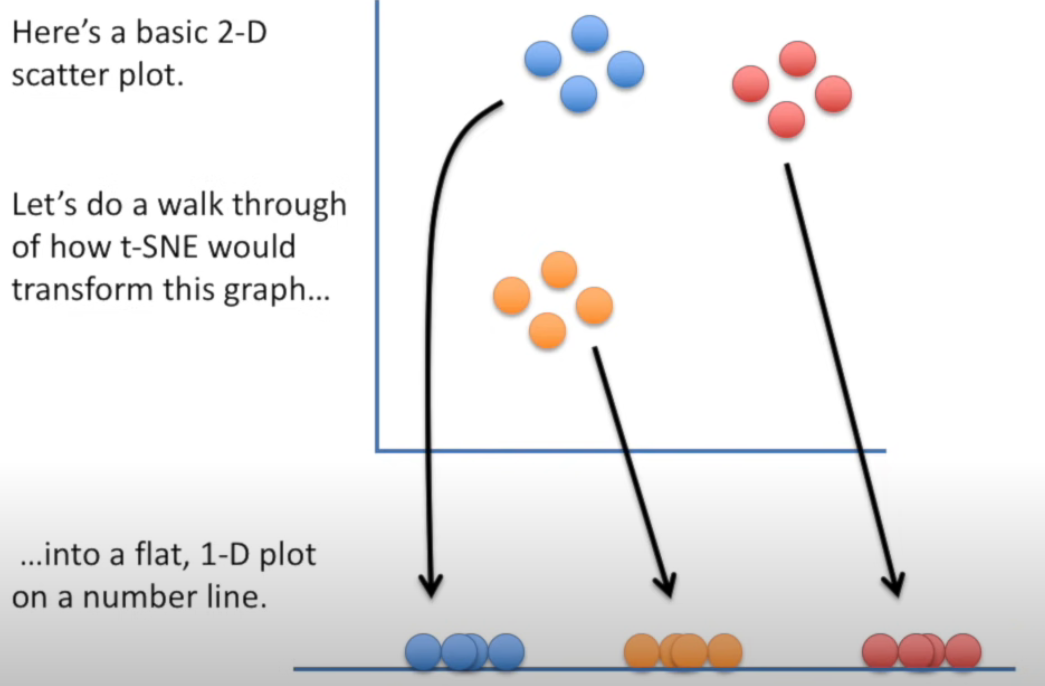 Here’s a basic 2-D
scatter plot.
Let’s do a walk through
of how t-SNE would
transform this graph...
...into a flat, 1-D plot
on a number line.